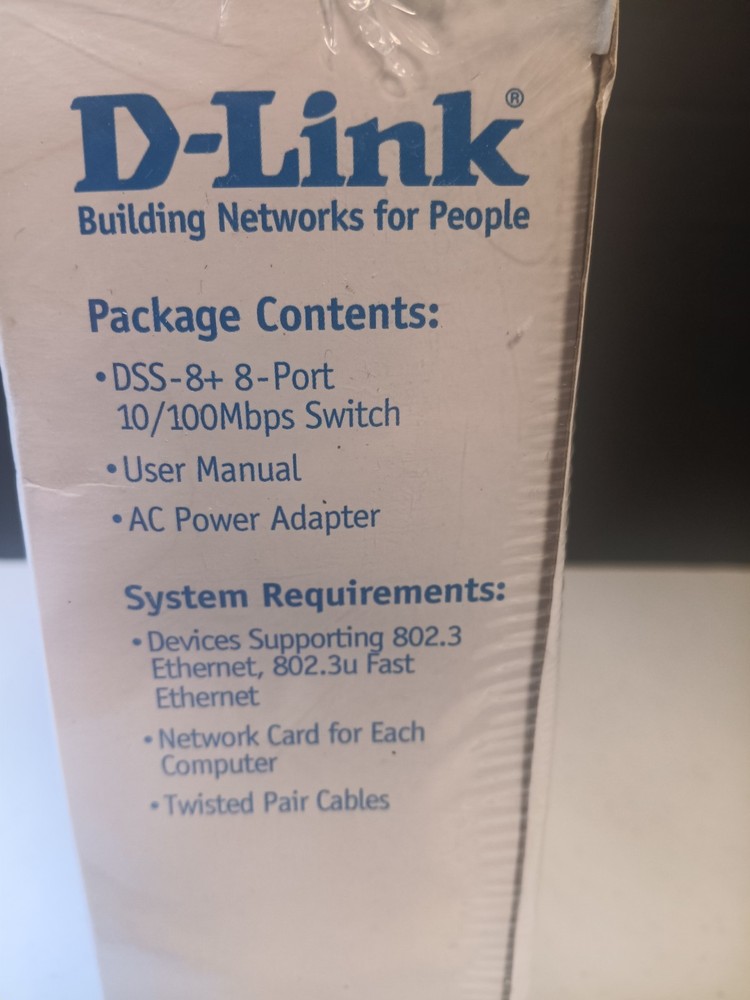 D-Link®
Building Networks for People
Package Contents:
•DSS-8+ 8-Port
10/100Mbps Switch
•User Manual
•AC Power Adapter
System Requirements:
•Devices Supporting 802.3
Ethernet, 802.3u Fast
Ethernet
•Network Card for Each
Computer
•Twisted Pair Cables